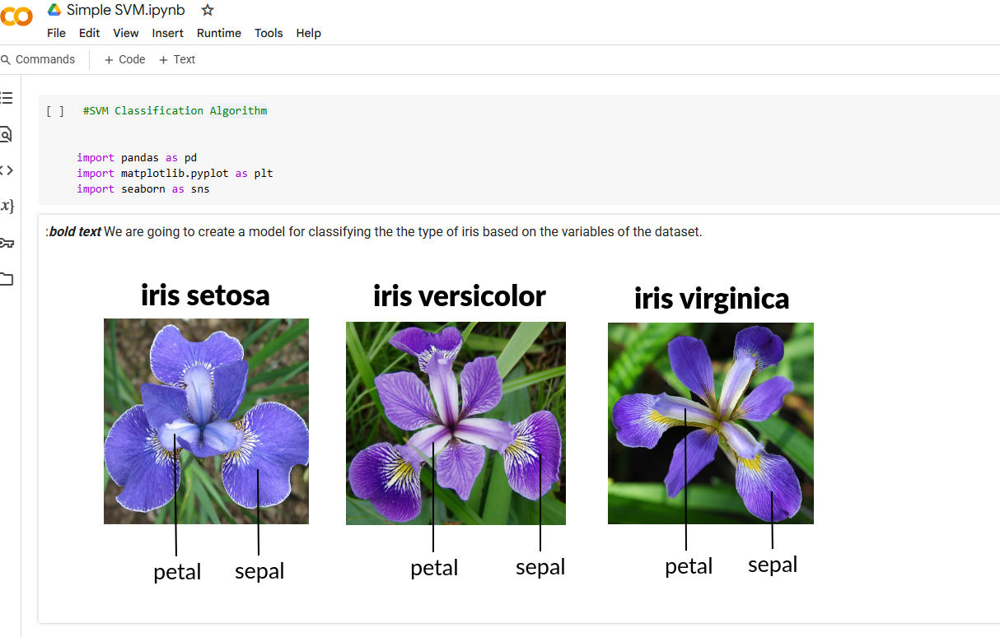 CO
Simple SVM.ipynb
File Edit View Insert Runtime Tools Help
Commands + Code + Text
[ ] #SVM Classification Algorithm
import pandas as pd
import matplotlib.pyplot as plt
import seaborn as sns
:bold text We are going to create a model for classifying the the type of iris based on the variables of the dataset.
iris setosa iris versicolor iris virginica
petal sepal petal sepal petal sepal